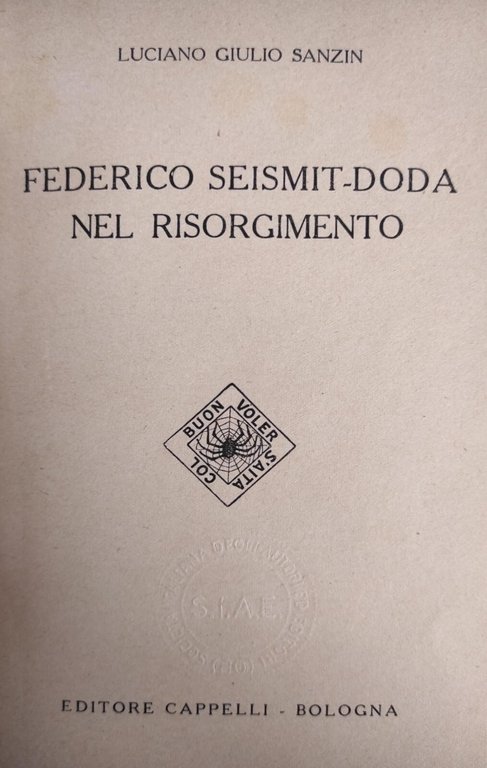 LUCIANO GIULIO SANZIN
FEDERICO SEISMIT-DODA
NEL RISORGIMENTO
COL BUON VOLER S'AITA
S.I.A.E.
EDITORE CAPPELLI - BOLOGNA